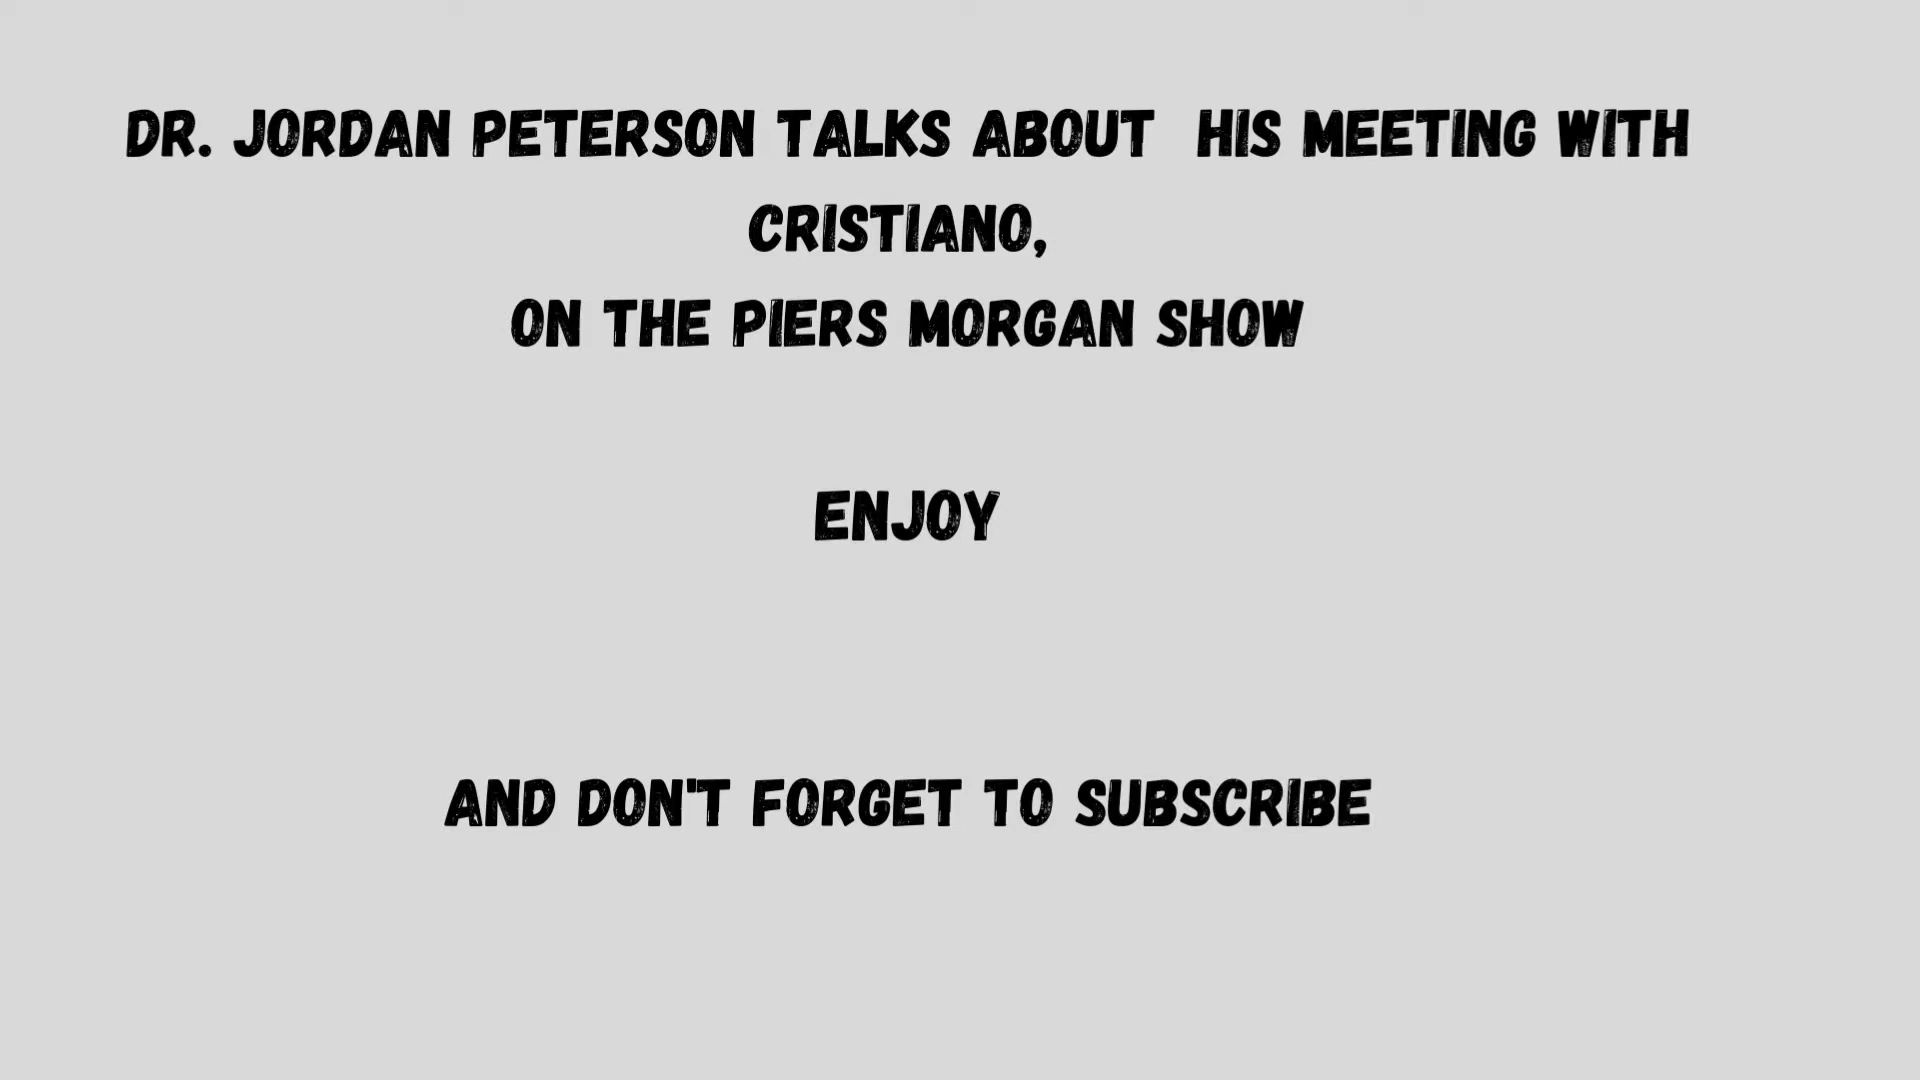 DR. JORDAN PETERSON TALKS ABOUT  HIS MEETING WITH
CRISTIANO,
ON THE PIERS MORGAN SHOW
ENJOY
AND DON'T FORGET TO SUBSCRIBE